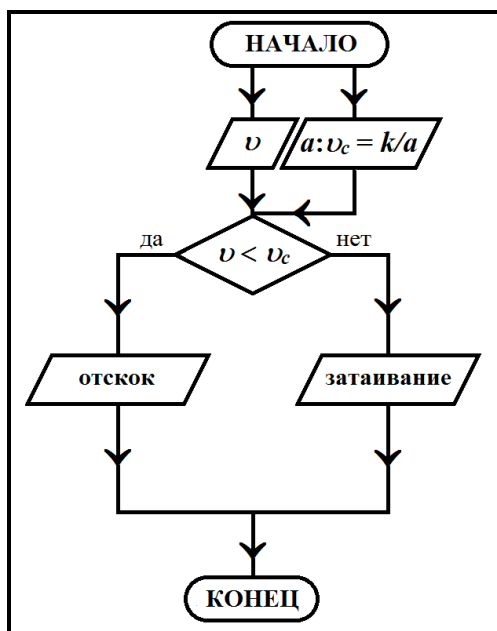 НАЧАЛО
υ a:υc = k/a
да υ < υc нет
отскок затаивание
КОНЕЦ